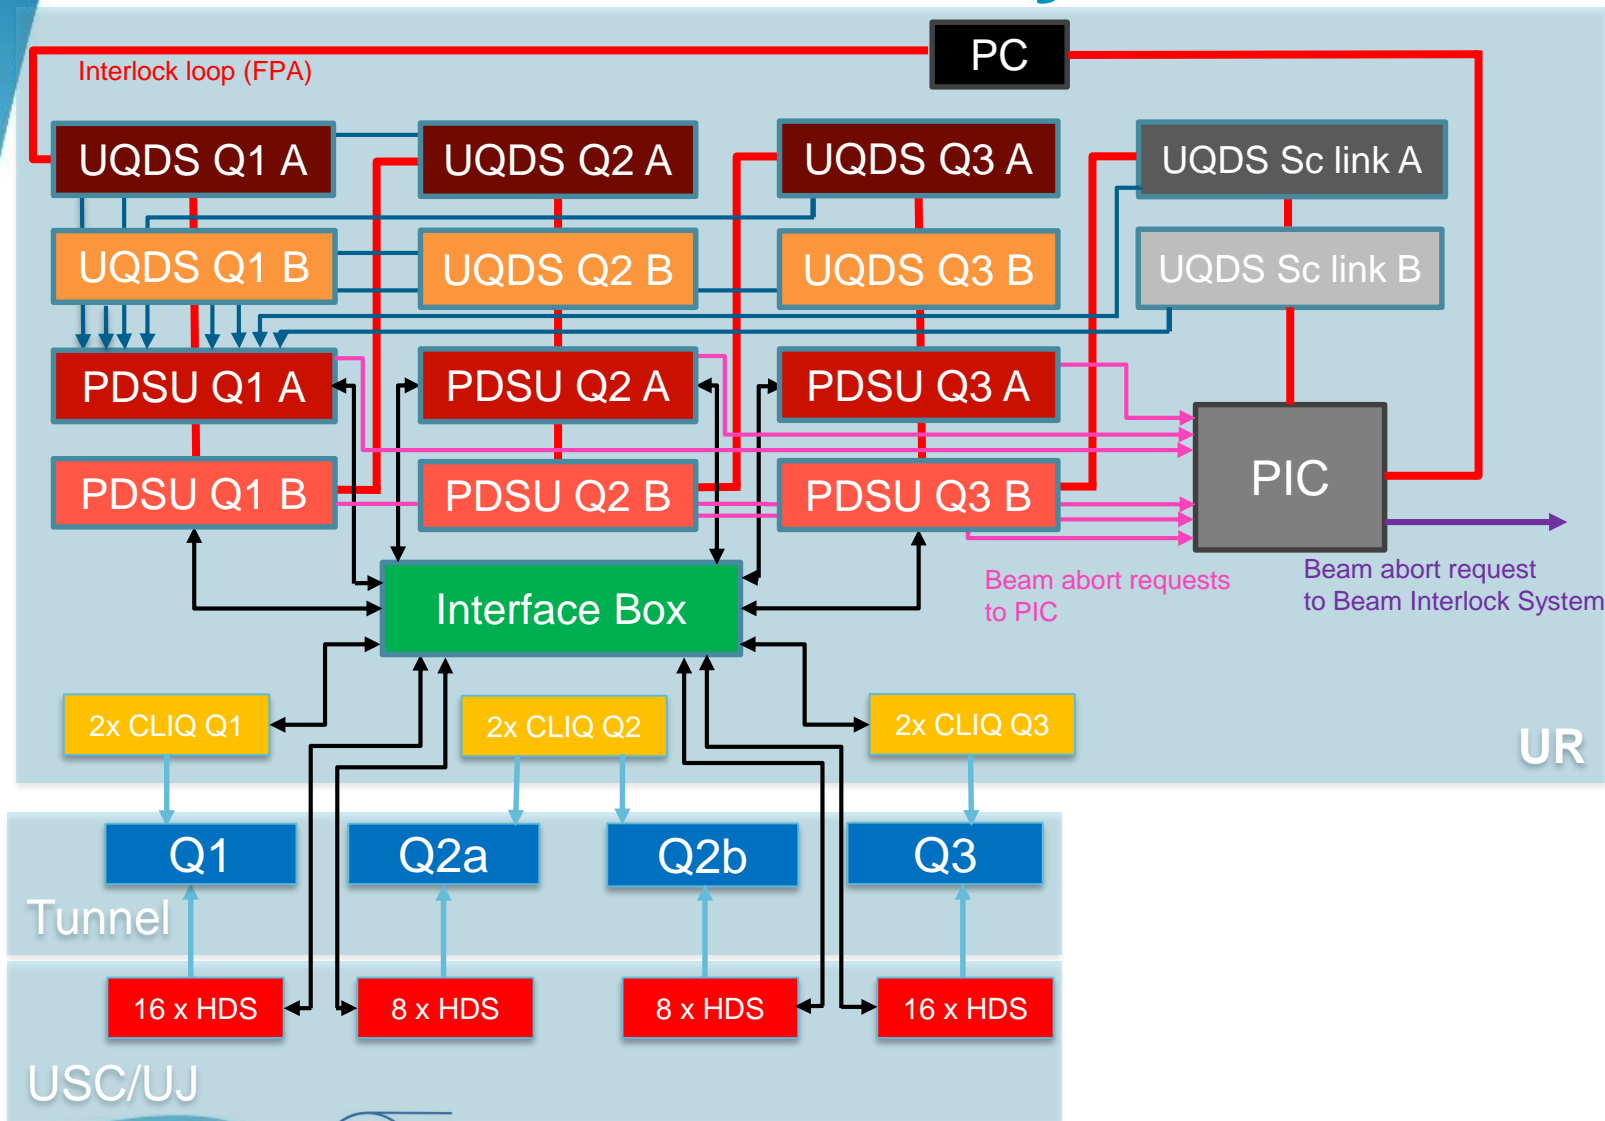 PC
Interlock loop (FPA)
UQDS Q1 A
UQDS Q2 A
UQDS Q3 A
UQDS Sc link A
UQDS Q1 B
UQDS Q2 B
UQDS Q3 B
UQDS Sc link B
PDSU Q1 A
PDSU Q2 A
PDSU Q3 A
PIC
PDSU Q1 B
PDSU Q2 B
PDSU Q3 B
Beam abort requests
to PIC
Beam abort request
to Beam Interlock System
Interface Box
2x CLIQ Q1
2x CLIQ Q2
2x CLIQ Q3
UR
Q1
Q2a
Q2b
Q3
Tunnel
16 x HDS
8 x HDS
8 x HDS
16 x HDS
USC/UJ